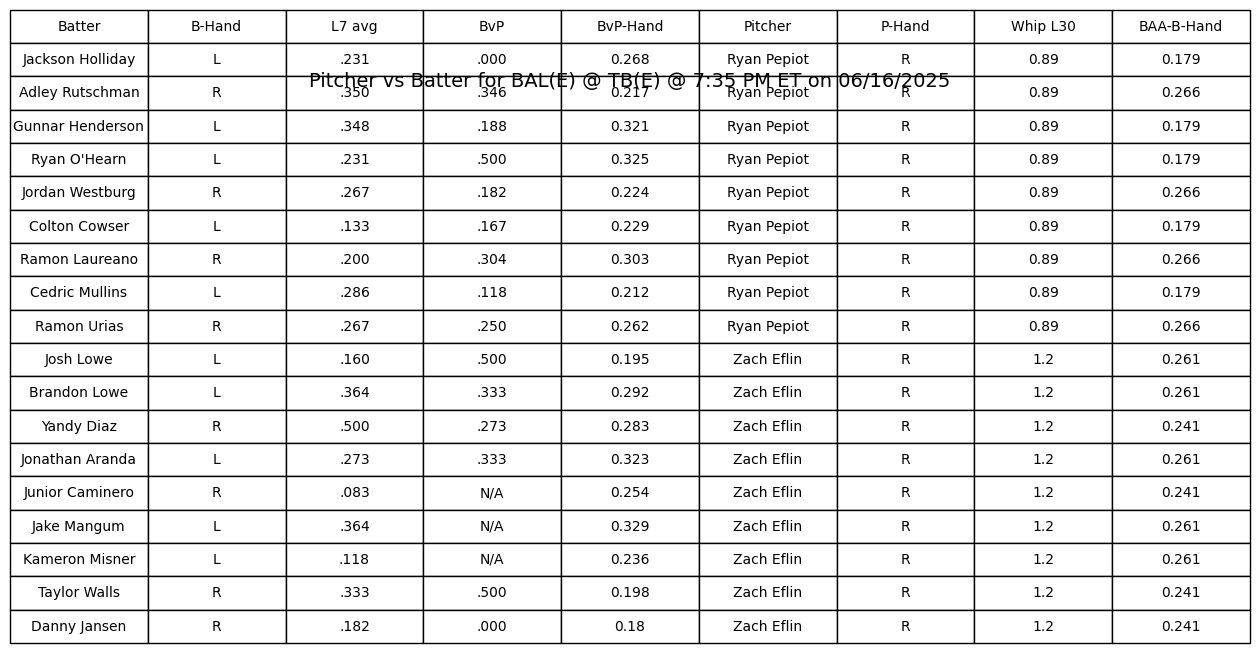 Batter B-Hand L7 avg BvP BvP-Hand Pitcher P-Hand Whip L30 BAA-B-Hand
Jackson Holliday L .231 .000 0.268 Ryan Pepiot R 0.89 0.179
Pitcher vs Batter for BAL(E) @ TB(E) @ 7:35 PM ET on 06/16/2025
Adley Rutschman R .350 .346 0.217 Ryan Pepiot R 0.89 0.266
Gunnar Henderson L .348 .188 0.321 Ryan Pepiot R 0.89 0.179
Ryan O'Hearn L .231 .500 0.325 Ryan Pepiot R 0.89 0.179
Jordan Westburg R .267 .182 0.224 Ryan Pepiot R 0.89 0.266
Colton Cowser L .133 .167 0.229 Ryan Pepiot R 0.89 0.179
Ramon Laureano R .200 .304 0.303 Ryan Pepiot R 0.89 0.266
Cedric Mullins L .286 .118 0.212 Ryan Pepiot R 0.89 0.179
Ramon Urias R .267 .250 0.262 Ryan Pepiot R 0.89 0.266
Josh Lowe L .160 .500 0.195 Zach Eflin R 1.2 0.261
Brandon Lowe L .364 .333 0.292 Zach Eflin R 1.2 0.261
Yandy Diaz R .500 .273 0.283 Zach Eflin R 1.2 0.241
Jonathan Aranda L .273 .333 0.323 Zach Eflin R 1.2 0.261
Junior Caminero R .083 N/A 0.254 Zach Eflin R 1.2 0.241
Jake Mangum L .364 N/A 0.329 Zach Eflin R 1.2 0.261
Kameron Misner L .118 N/A 0.236 Zach Eflin R 1.2 0.261
Taylor Walls R .333 .500 0.198 Zach Eflin R 1.2 0.241
Danny Jansen R .182 .000 0.18 Zach Eflin R 1.2 0.241